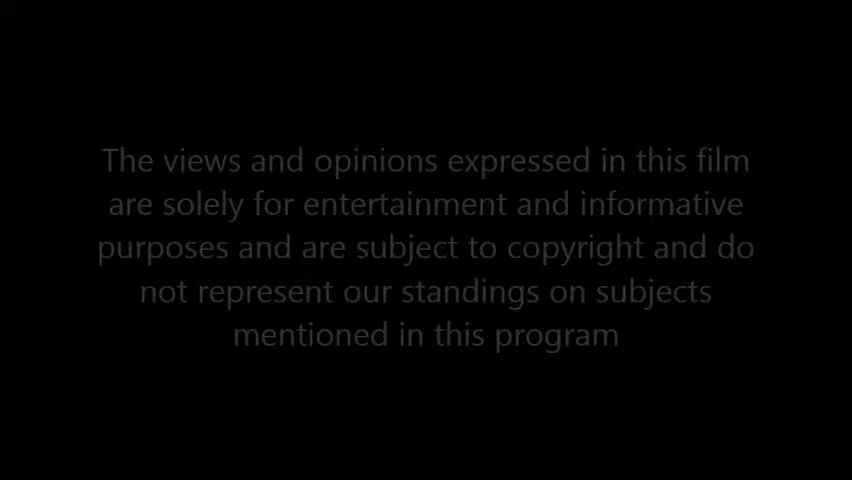 The views and opinions expressed in this film
are solely for entertainment and informative
purposes and are subject to copyright and do
not represent our standings on subjects
mentioned in this program